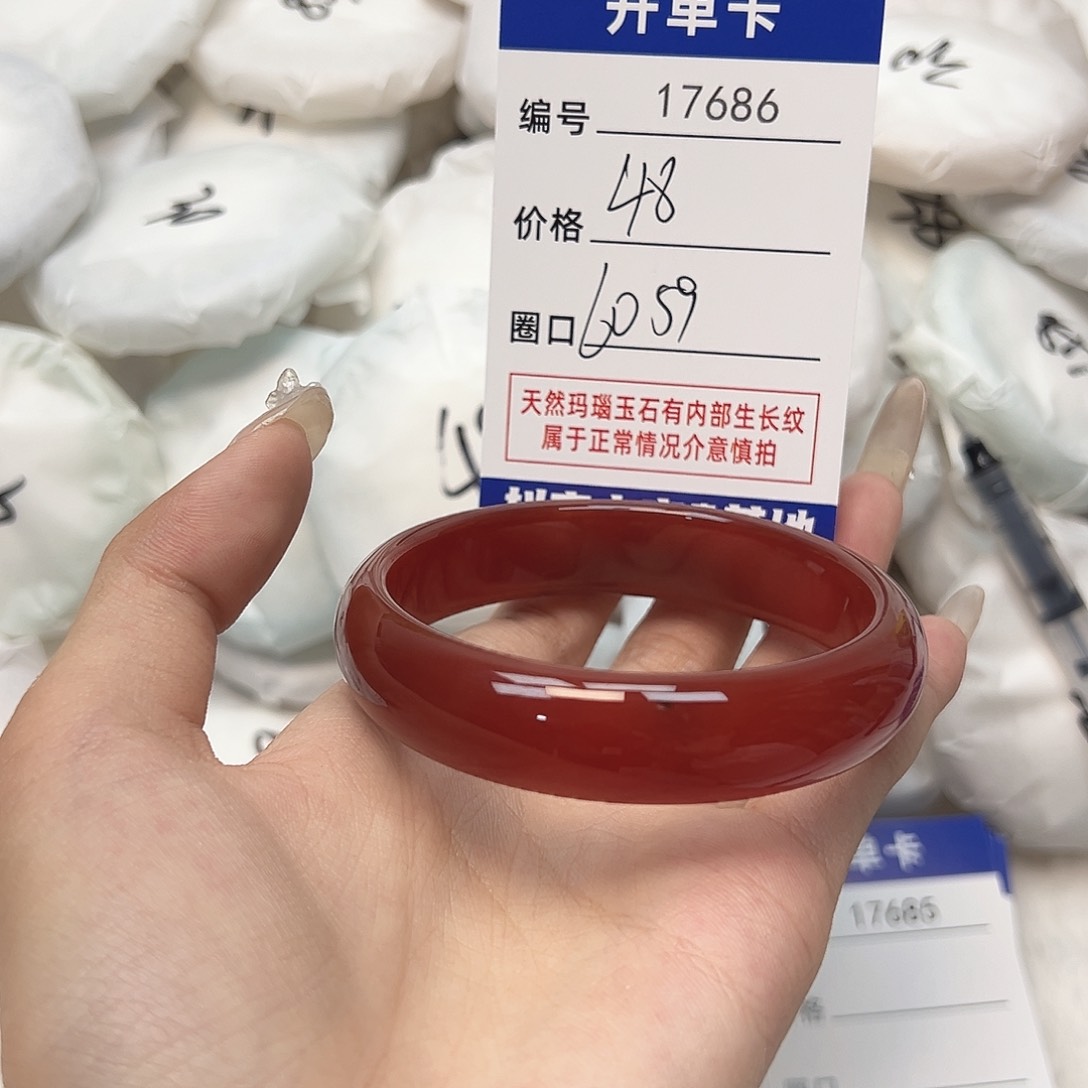 开单卡
编号 17686
价格 48
圈口 60 59
天然玛瑙玉石有内部生长纹
属于正常情况介意慎拍
单卡
17685
格